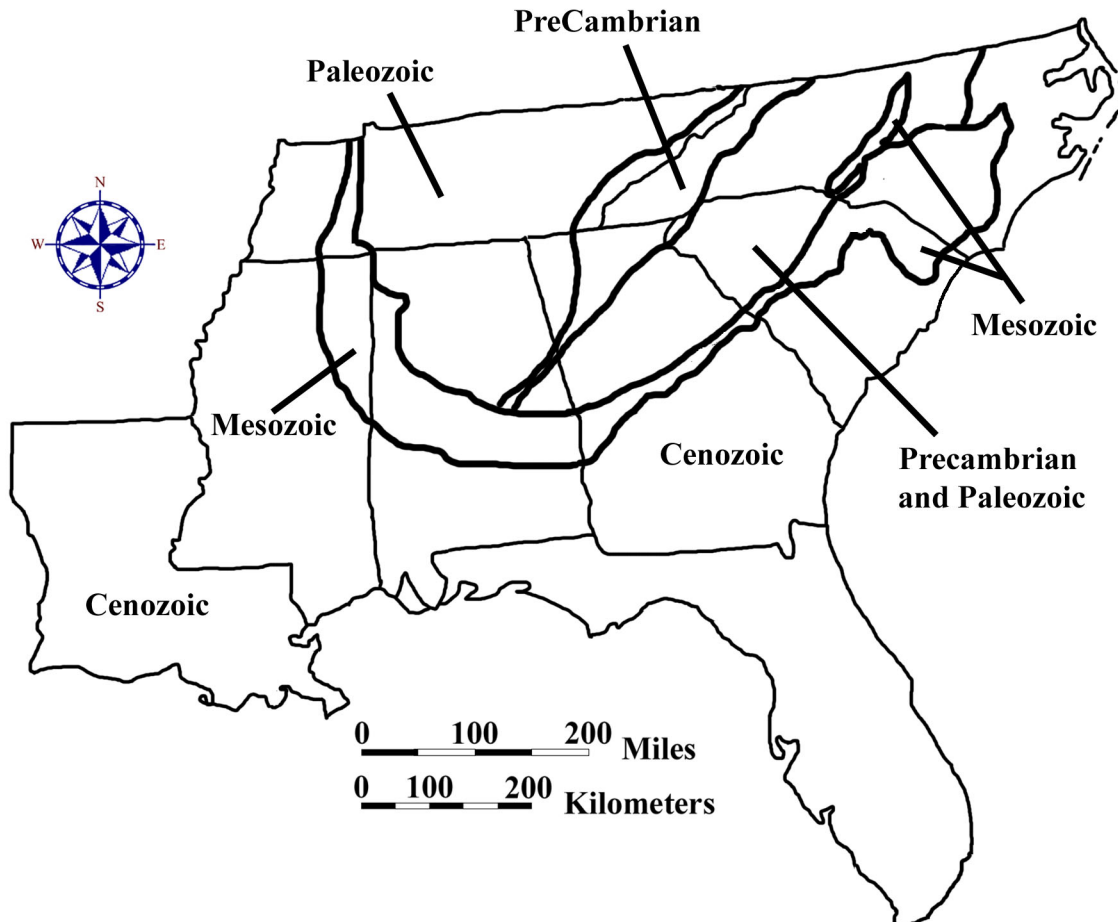 PreCambrian
Paleozoic
N
W
E
S
Mesozoic
Mesozoic
Cenozoic
Precambrian
and Paleozoic
Cenozoic
0 100 200
Miles
0 100 200
Kilometers